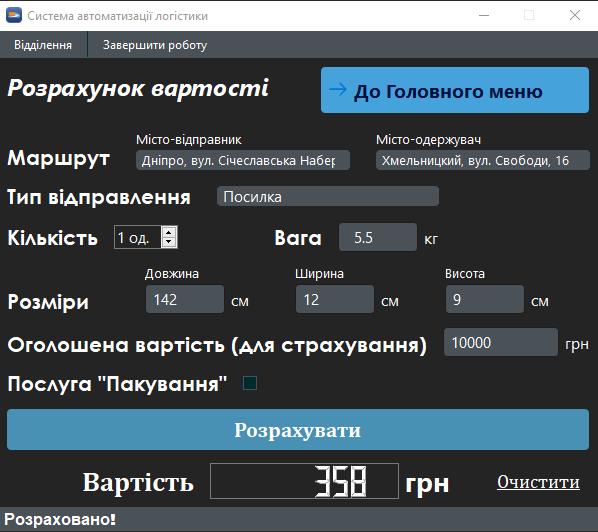 Система автоматизації логістики
Відділення Завершити роботу
Розрахунок вартості
До Головного меню
Місто-відправник Місто-одержувач
Маршрут Дніпро, вул. Січеславська Набер Хмельницкий, вул. Свободи, 16
Тип відправлення Посилка
Кількість 1 од. Вага 5.5 кг
Довжина Ширина Висота
Розміри 142 см 12 см 9 см
Оголошена вартість (для страхування) 10000 грн
Послуга "Пакування"
Розрахувати
Вартість 358 грн Очистити
Розраховано!